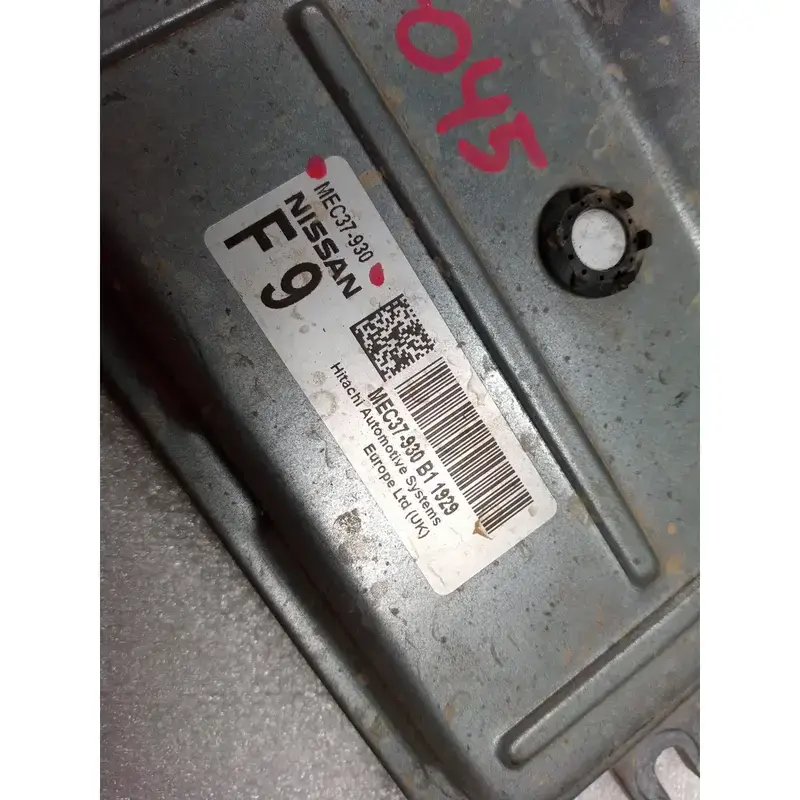 045
MEC37-930
NISSAN
F9
MEC37-930 B1 1929
Hitachi Automotive Systems
Europe Ltd (UK)